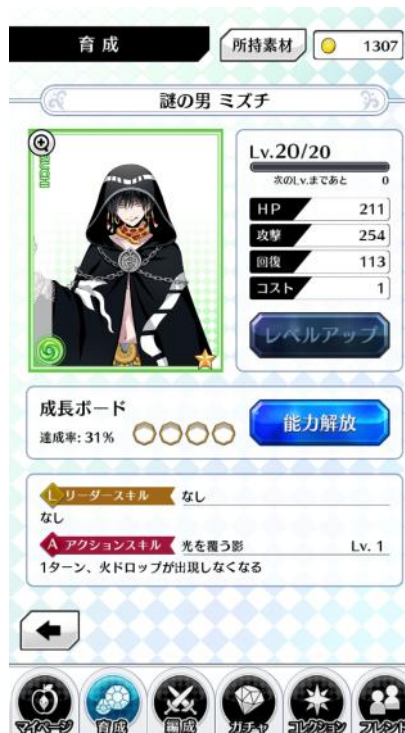 育成
所持素材
1307
謎の男 ミズチ
Lv.20/20
次のLv.まであと 0
HP 211
攻撃 254
回復 113
コスト 1
レベルアップ
成長ボード
達成率: 31%
能力解放
L リーダースキル なし
なし
A アクションスキル 光を覆う影 Lv. 1
1ターン、火ドロップが出現しなくなる
マイページ
育成
編成
ガチャ
コレクション
フレンド